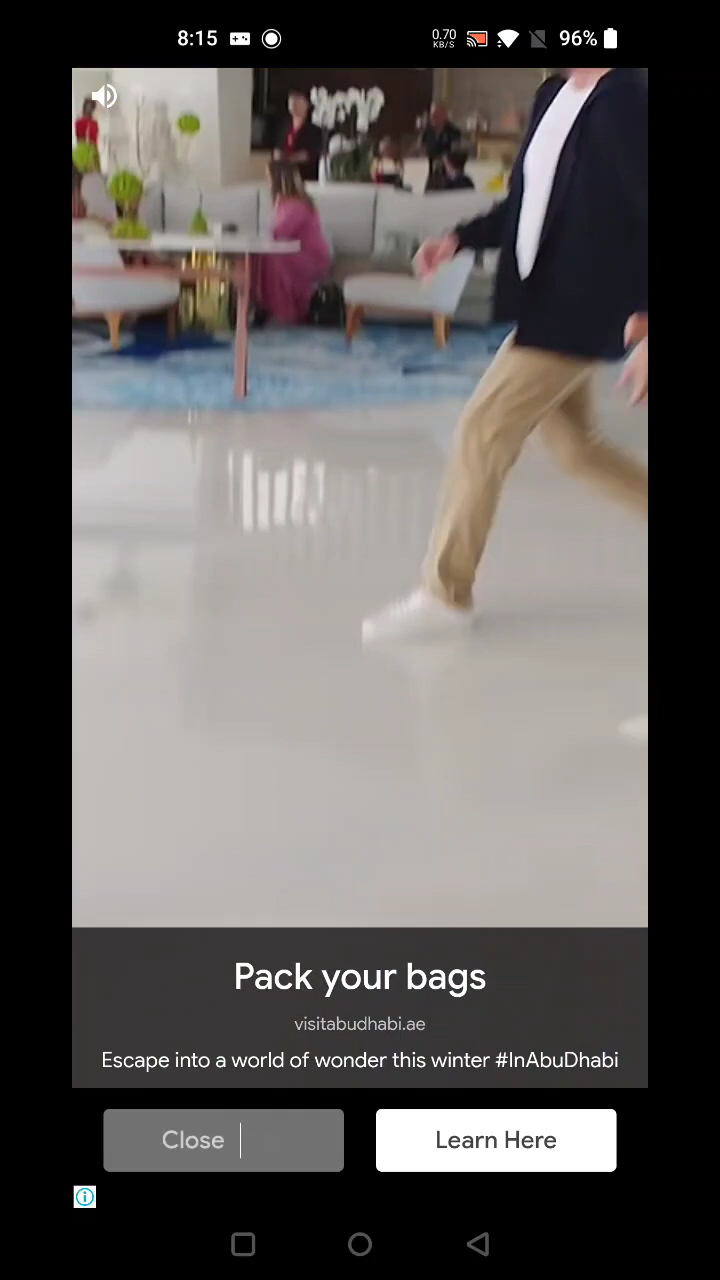 8:15
0.70
KB/S
96%
Pack your bags
visitabudhabi.ae
Escape into a world of wonder this winter #InAbuDhabi
Close
Learn Here